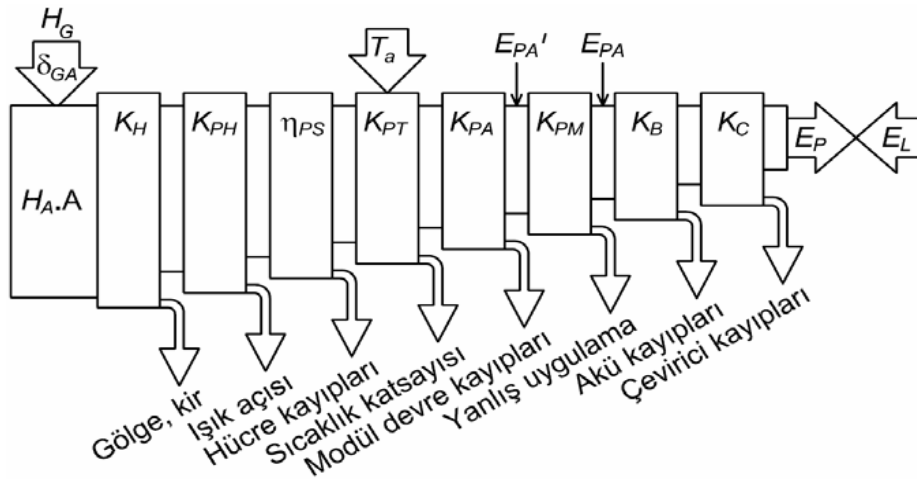 H_G
δ_GA
T_a
E_PA'
E_PA
K_H
K_PH
η_PS
K_PT
K_PA
K_PM
K_B
K_C
E_P
E_L
H_A.A
Gölge, kir
Işık açısı
Hücre kayıpları
Sıcaklık katsayısı
Modül devre kayıpları
Yanlış uygulama
Akü kayıpları
Çevirici kayıpları